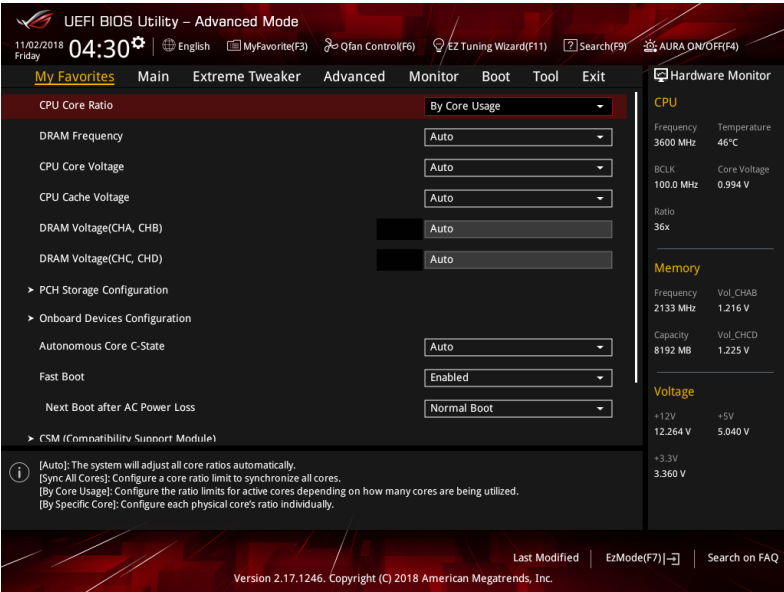 UEFI BIOS Utility – Advanced Mode
11/02/2018
Friday
04:30
English
MyFavorite(F3)
Qfan Control(F6)
EZ Tuning Wizard(F11)
Search(F9)
AURA ON/OFF(F4)
My Favorites Main Extreme Tweaker Advanced Monitor Boot Tool Exit
CPU Core Ratio By Core Usage
DRAM Frequency Auto
CPU Core Voltage Auto
CPU Cache Voltage Auto
DRAM Voltage(CHA, CHB) Auto
DRAM Voltage(CHC, CHD) Auto
> PCH Storage Configuration
> Onboard Devices Configuration
Autonomous Core C-State Auto
Fast Boot Enabled
Next Boot after AC Power Loss Normal Boot
> CSM (Compatibility Support Module)
[Auto]: The system will adjust all core ratios automatically.
[Sync All Cores]: Configure a core ratio limit to synchronize all cores.
[By Core Usage]: Configure the ratio limits for active cores depending on how many cores are being utilized.
[By Specific Core]: Configure each physical core's ratio individually.
Hardware Monitor
CPU
Frequency Temperature
3600 MHz 46°C
BCLK Core Voltage
100.0 MHz 0.994 V
Ratio
36x
Memory
Frequency Vol_CHAB
2133 MHz 1.216 V
Capacity Vol_CHCD
8192 MB 1.225 V
Voltage
+12V +5V
12.264 V 5.040 V
+3.3V
3.360 V
Last Modified EzMode(F7) Search on FAQ
Version 2.17.1246. Copyright (C) 2018 American Megatrends, Inc.